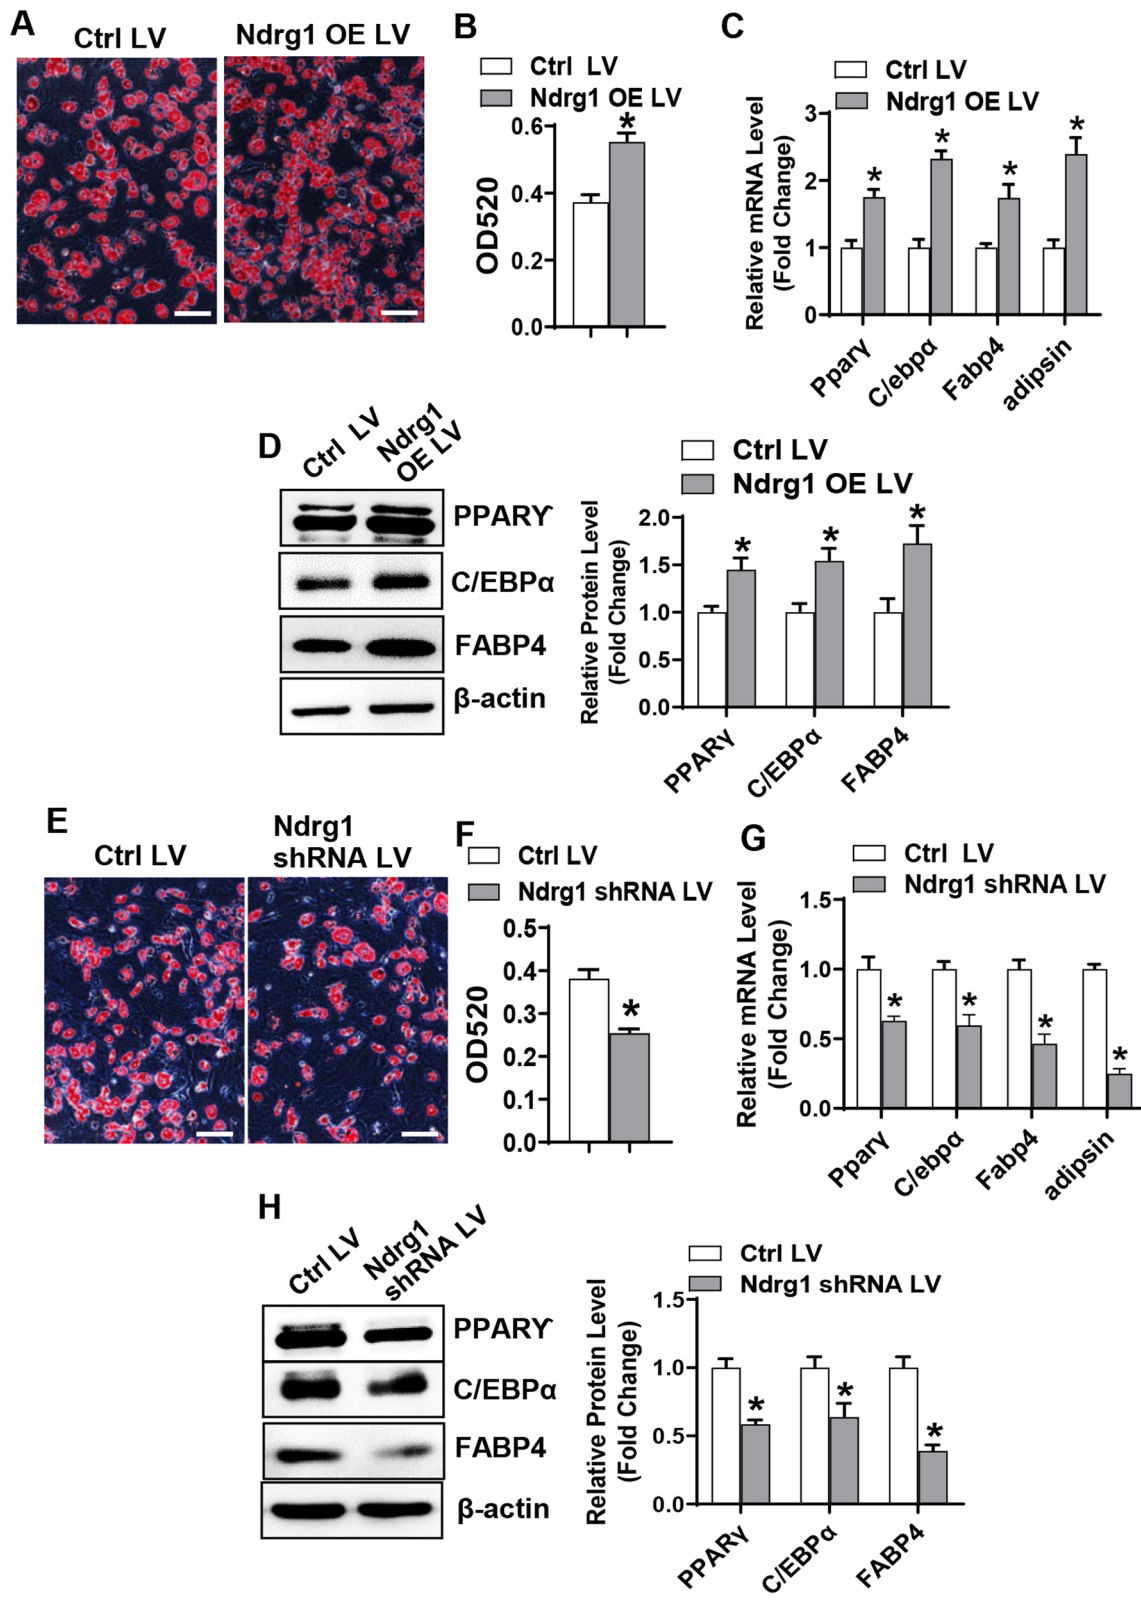 A
Ctrl LV
Ndrg1 OE LV
B
Ctrl LV
Ndrg1 OE LV
*
OD520
0.6
0.4
0.2
0.0
C
Ctrl LV
Ndrg1 OE LV
Relative mRNA Level
(Fold Change)
3
2
1
0
* * * *
Pparγ
C/ebpα
Fabp4
adipsin
D
Ctrl LV
Ndrg1
OE LV
PPARγ
C/EBPα
FABP4
β-actin
Ctrl LV
Ndrg1 OE LV
Relative Protein Level
(Fold Change)
2.0
1.5
1.0
0.5
0.0
* * *
PPARγ
C/EBPα
FABP4
E
Ctrl LV
Ndrg1
shRNA LV
F
Ctrl LV
Ndrg1 shRNA LV
OD520
0.5
0.4
0.3
0.2
0.1
0.0
*
G
Ctrl LV
Ndrg1 shRNA LV
Relative mRNA Level
(Fold Change)
1.5
1.0
0.5
0.0
* * * *
Pparγ
C/ebpα
Fabp4
adipsin
H
Ctrl LV
Ndrg1
shRNA LV
PPARγ
C/EBPα
FABP4
β-actin
Ctrl LV
Ndrg1 shRNA LV
Relative Protein Level
(Fold Change)
1.5
1.0
0.5
0.0
* * *
PPARγ
C/EBPα
FABP4